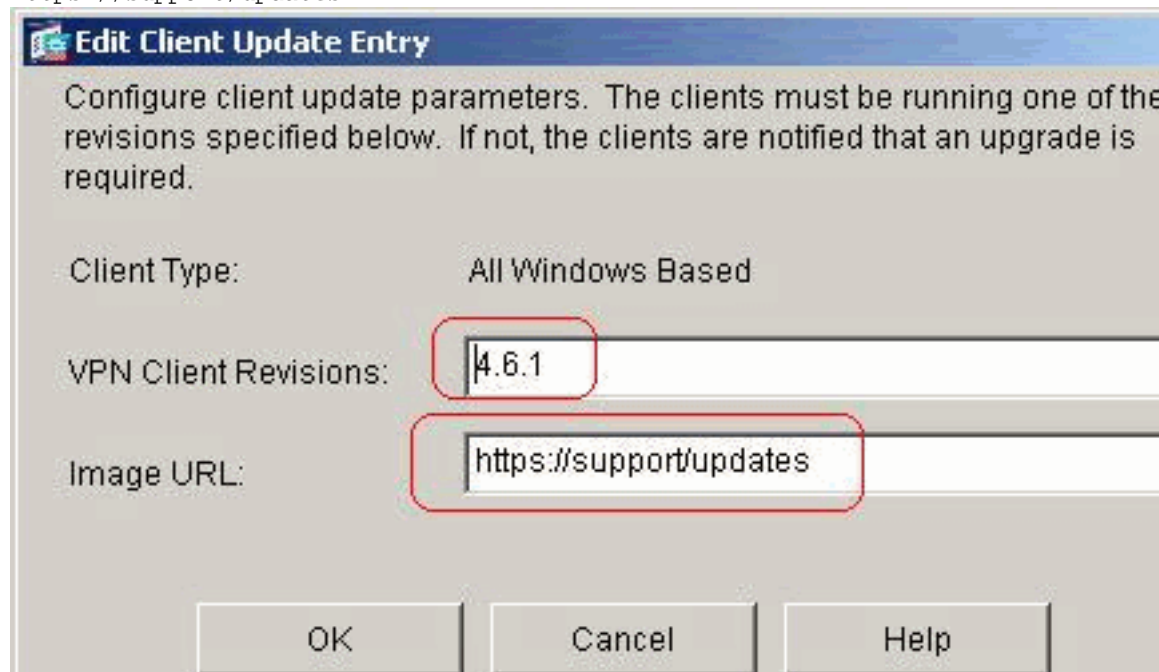 Edit Client Update Entry
Configure client update parameters.  The clients must be running one of the
revisions specified below.  If not, the clients are notified that an upgrade is
required.
Client Type: All Windows Based
VPN Client Revisions: 4.6.1
Image URL: https://support/updates
OK Cancel Help